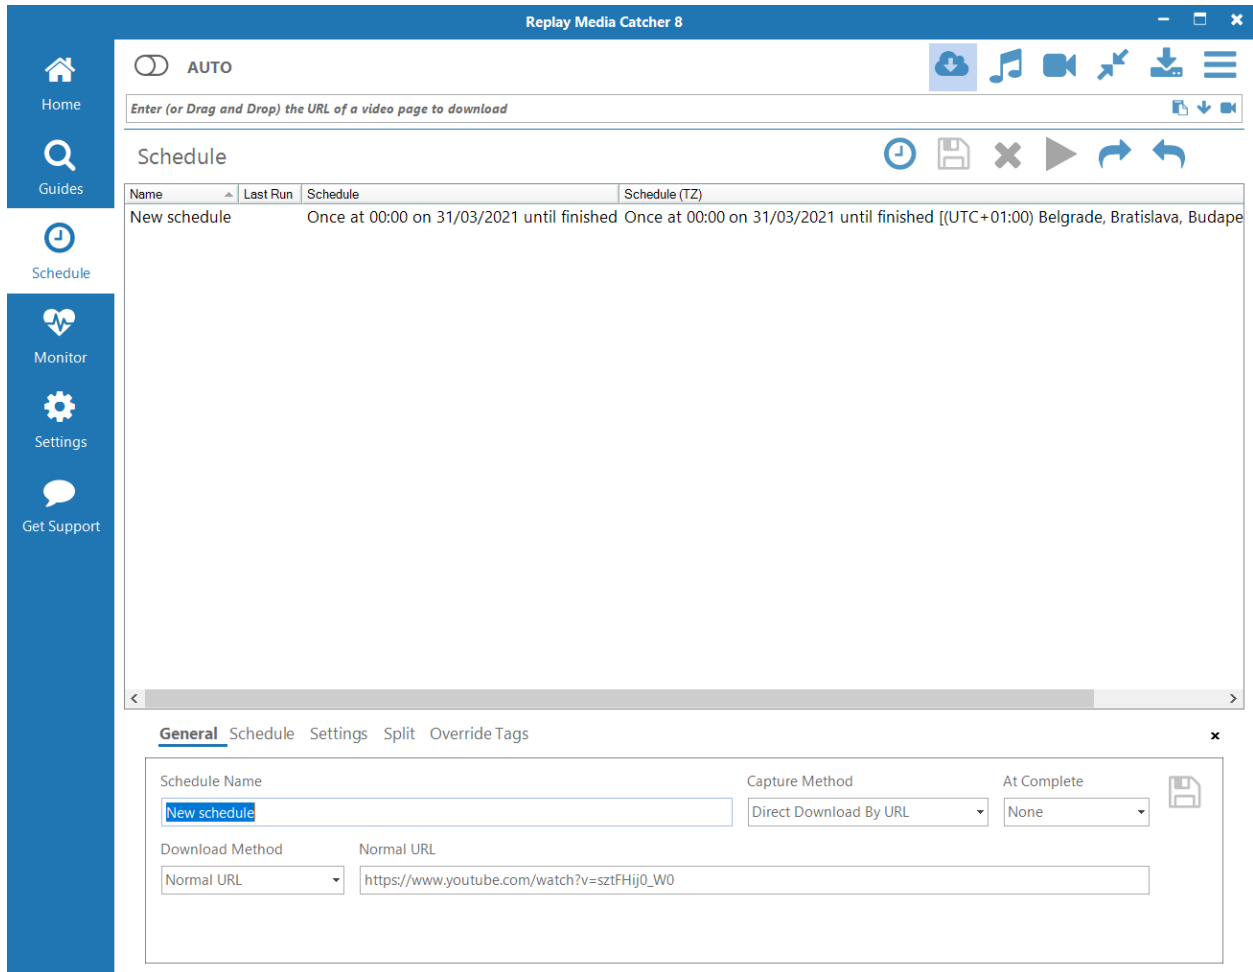 Replay Media Catcher 8
Home
Guides
Schedule
Monitor
Settings
Get Support
AUTO
Enter (or Drag and Drop) the URL of a video page to download
Schedule
Name Last Run Schedule Schedule (TZ)
New schedule Once at 00:00 on 31/03/2021 until finished Once at 00:00 on 31/03/2021 until finished [(UTC+01:00) Belgrade, Bratislava, Budape
General Schedule Settings Split Override Tags
Schedule Name Capture Method At Complete
New schedule Direct Download By URL None
Download Method Normal URL
Normal URL https://www.youtube.com/watch?v=sztFHij0_W0